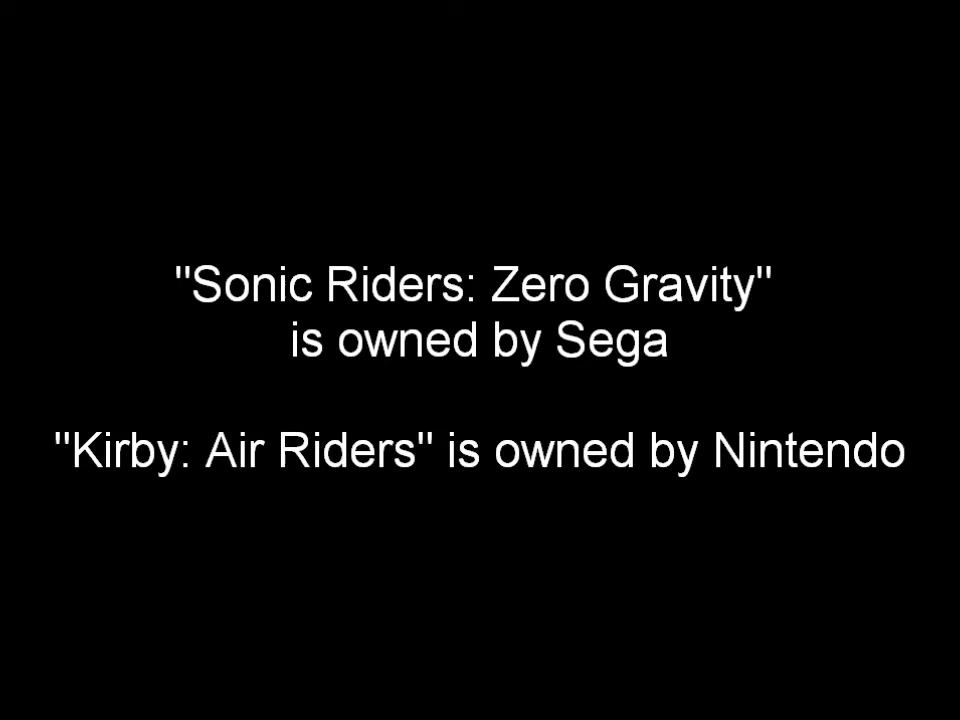 "Sonic Riders: Zero Gravity"
is owned by Sega
"Kirby: Air Riders" is owned by Nintendo